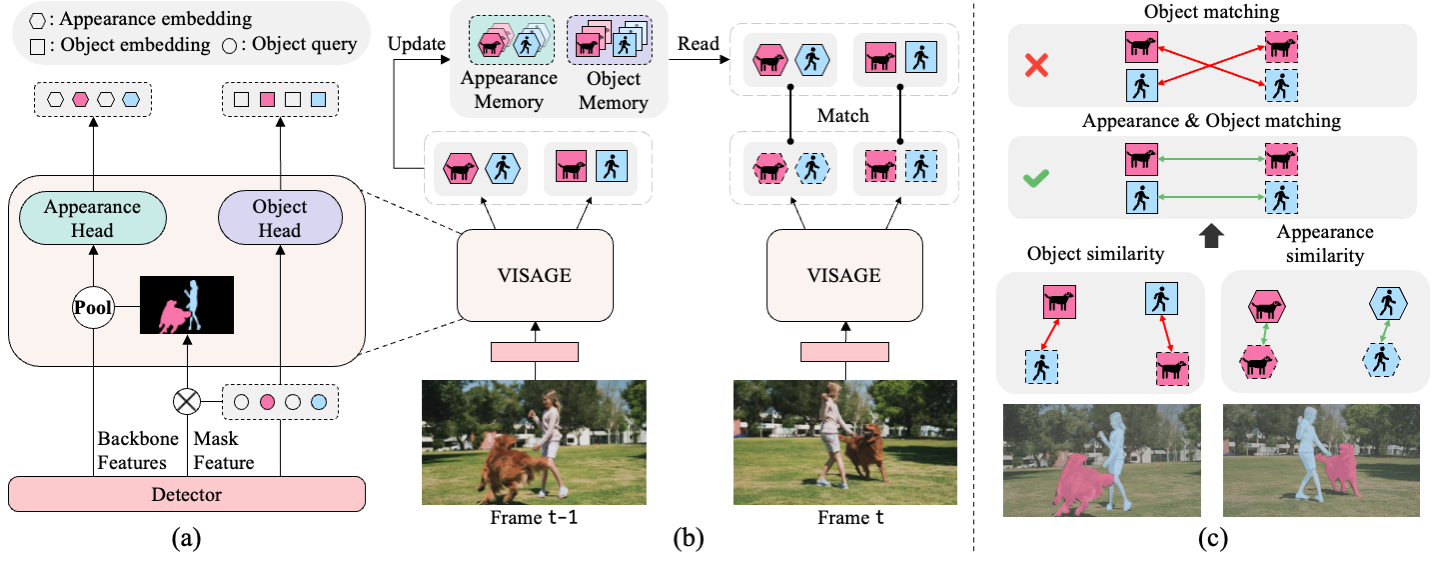 : Appearance embedding
: Object embedding
: Object query
Appearance
Head
Object
Head
Pool
Backbone
Features
Mask
Feature
Detector
(a)
Update
Appearance
Memory
Object
Memory
Read
Match
VISAGE
VISAGE
Frame t-1
Frame t
(b)
Object matching
Appearance & Object matching
Object similarity
Appearance
similarity
(c)